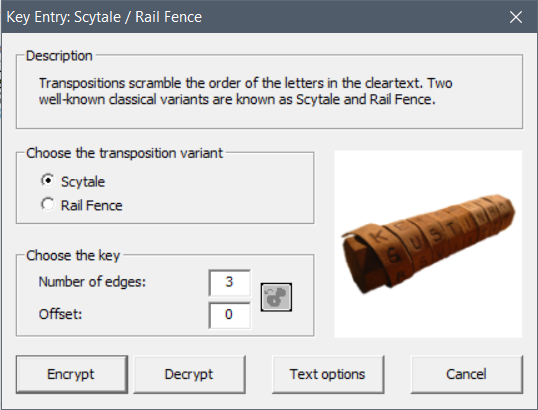 Key Entry: Scytale / Rail Fence
Description
Transpositions scramble the order of the letters in the cleartext. Two
well-known classical variants are known as Scytale and Rail Fence.
Choose the transposition variant
Scytale
Rail Fence
Choose the key
Number of edges: 3
Offset: 0
Encrypt Decrypt Text options Cancel